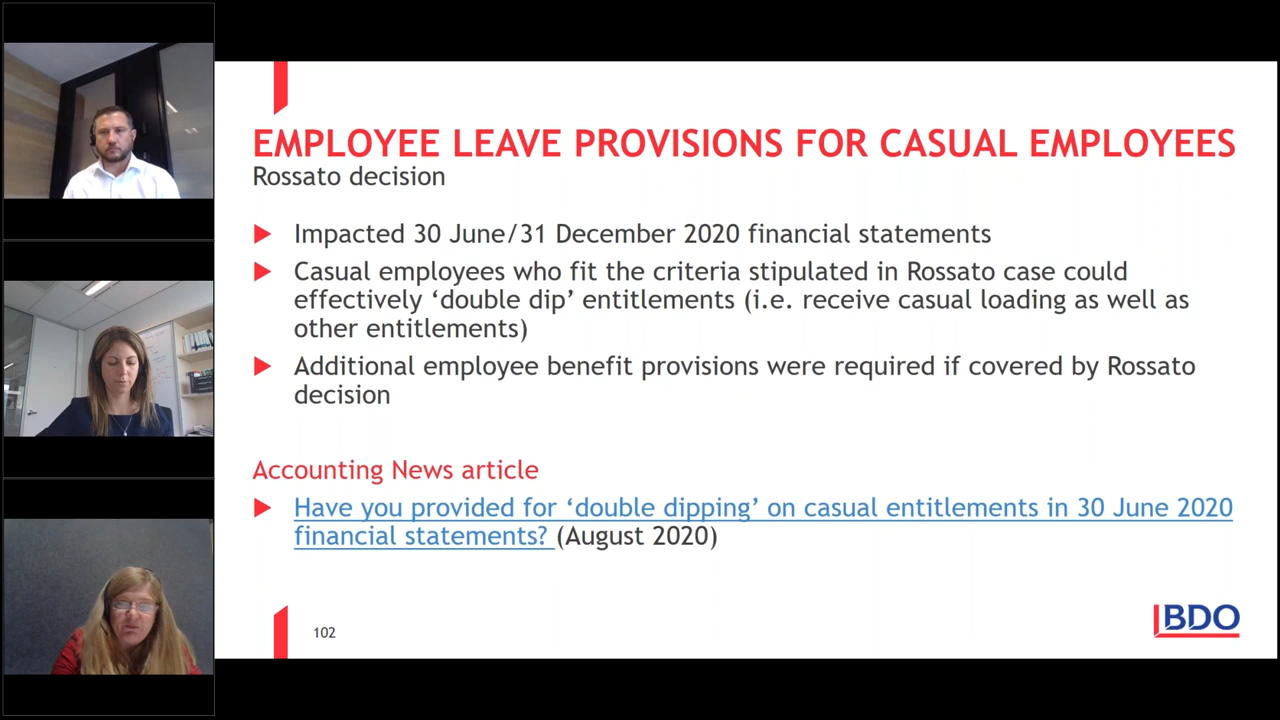 EMPLOYEE LEAVE PROVISIONS FOR CASUAL EMPLOYEES
Rossato decision
Impacted 30 June/31 December 2020 financial statements
Casual employees who fit the criteria stipulated in Rossato case could
effectively ‘double dip’ entitlements (i.e. receive casual loading as well as
other entitlements)
Additional employee benefit provisions were required if covered by Rossato
decision
Accounting News article
Have you provided for ‘double dipping’ on casual entitlements in 30 June 2020
financial statements? (August 2020)
102
BDO